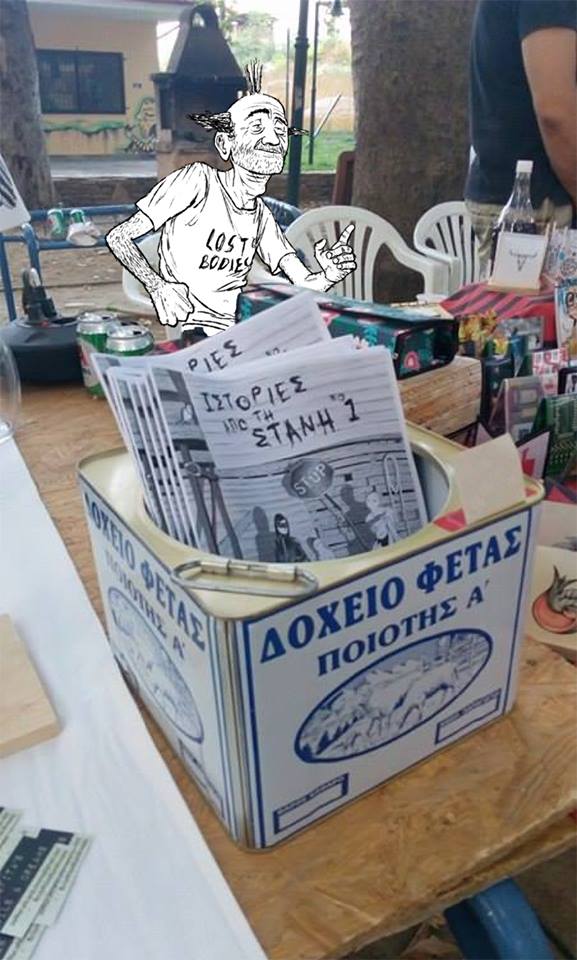 LOST
BODIES
ΡΙΕΣ
ΙΣΤΟΡΙΕΣ
ΑΠΟ ΤΗ Νο
ΣΤΑΝΗ 1
STOP
ΔΟΧΕΙΟ ΦΕΤΑΣ
ΠΟΙΟΤΗΣ Α'
ΔΟΧΕΙΟ ΦΕΤΑΣ
ΠΟΙΟΤΗΣ Α'